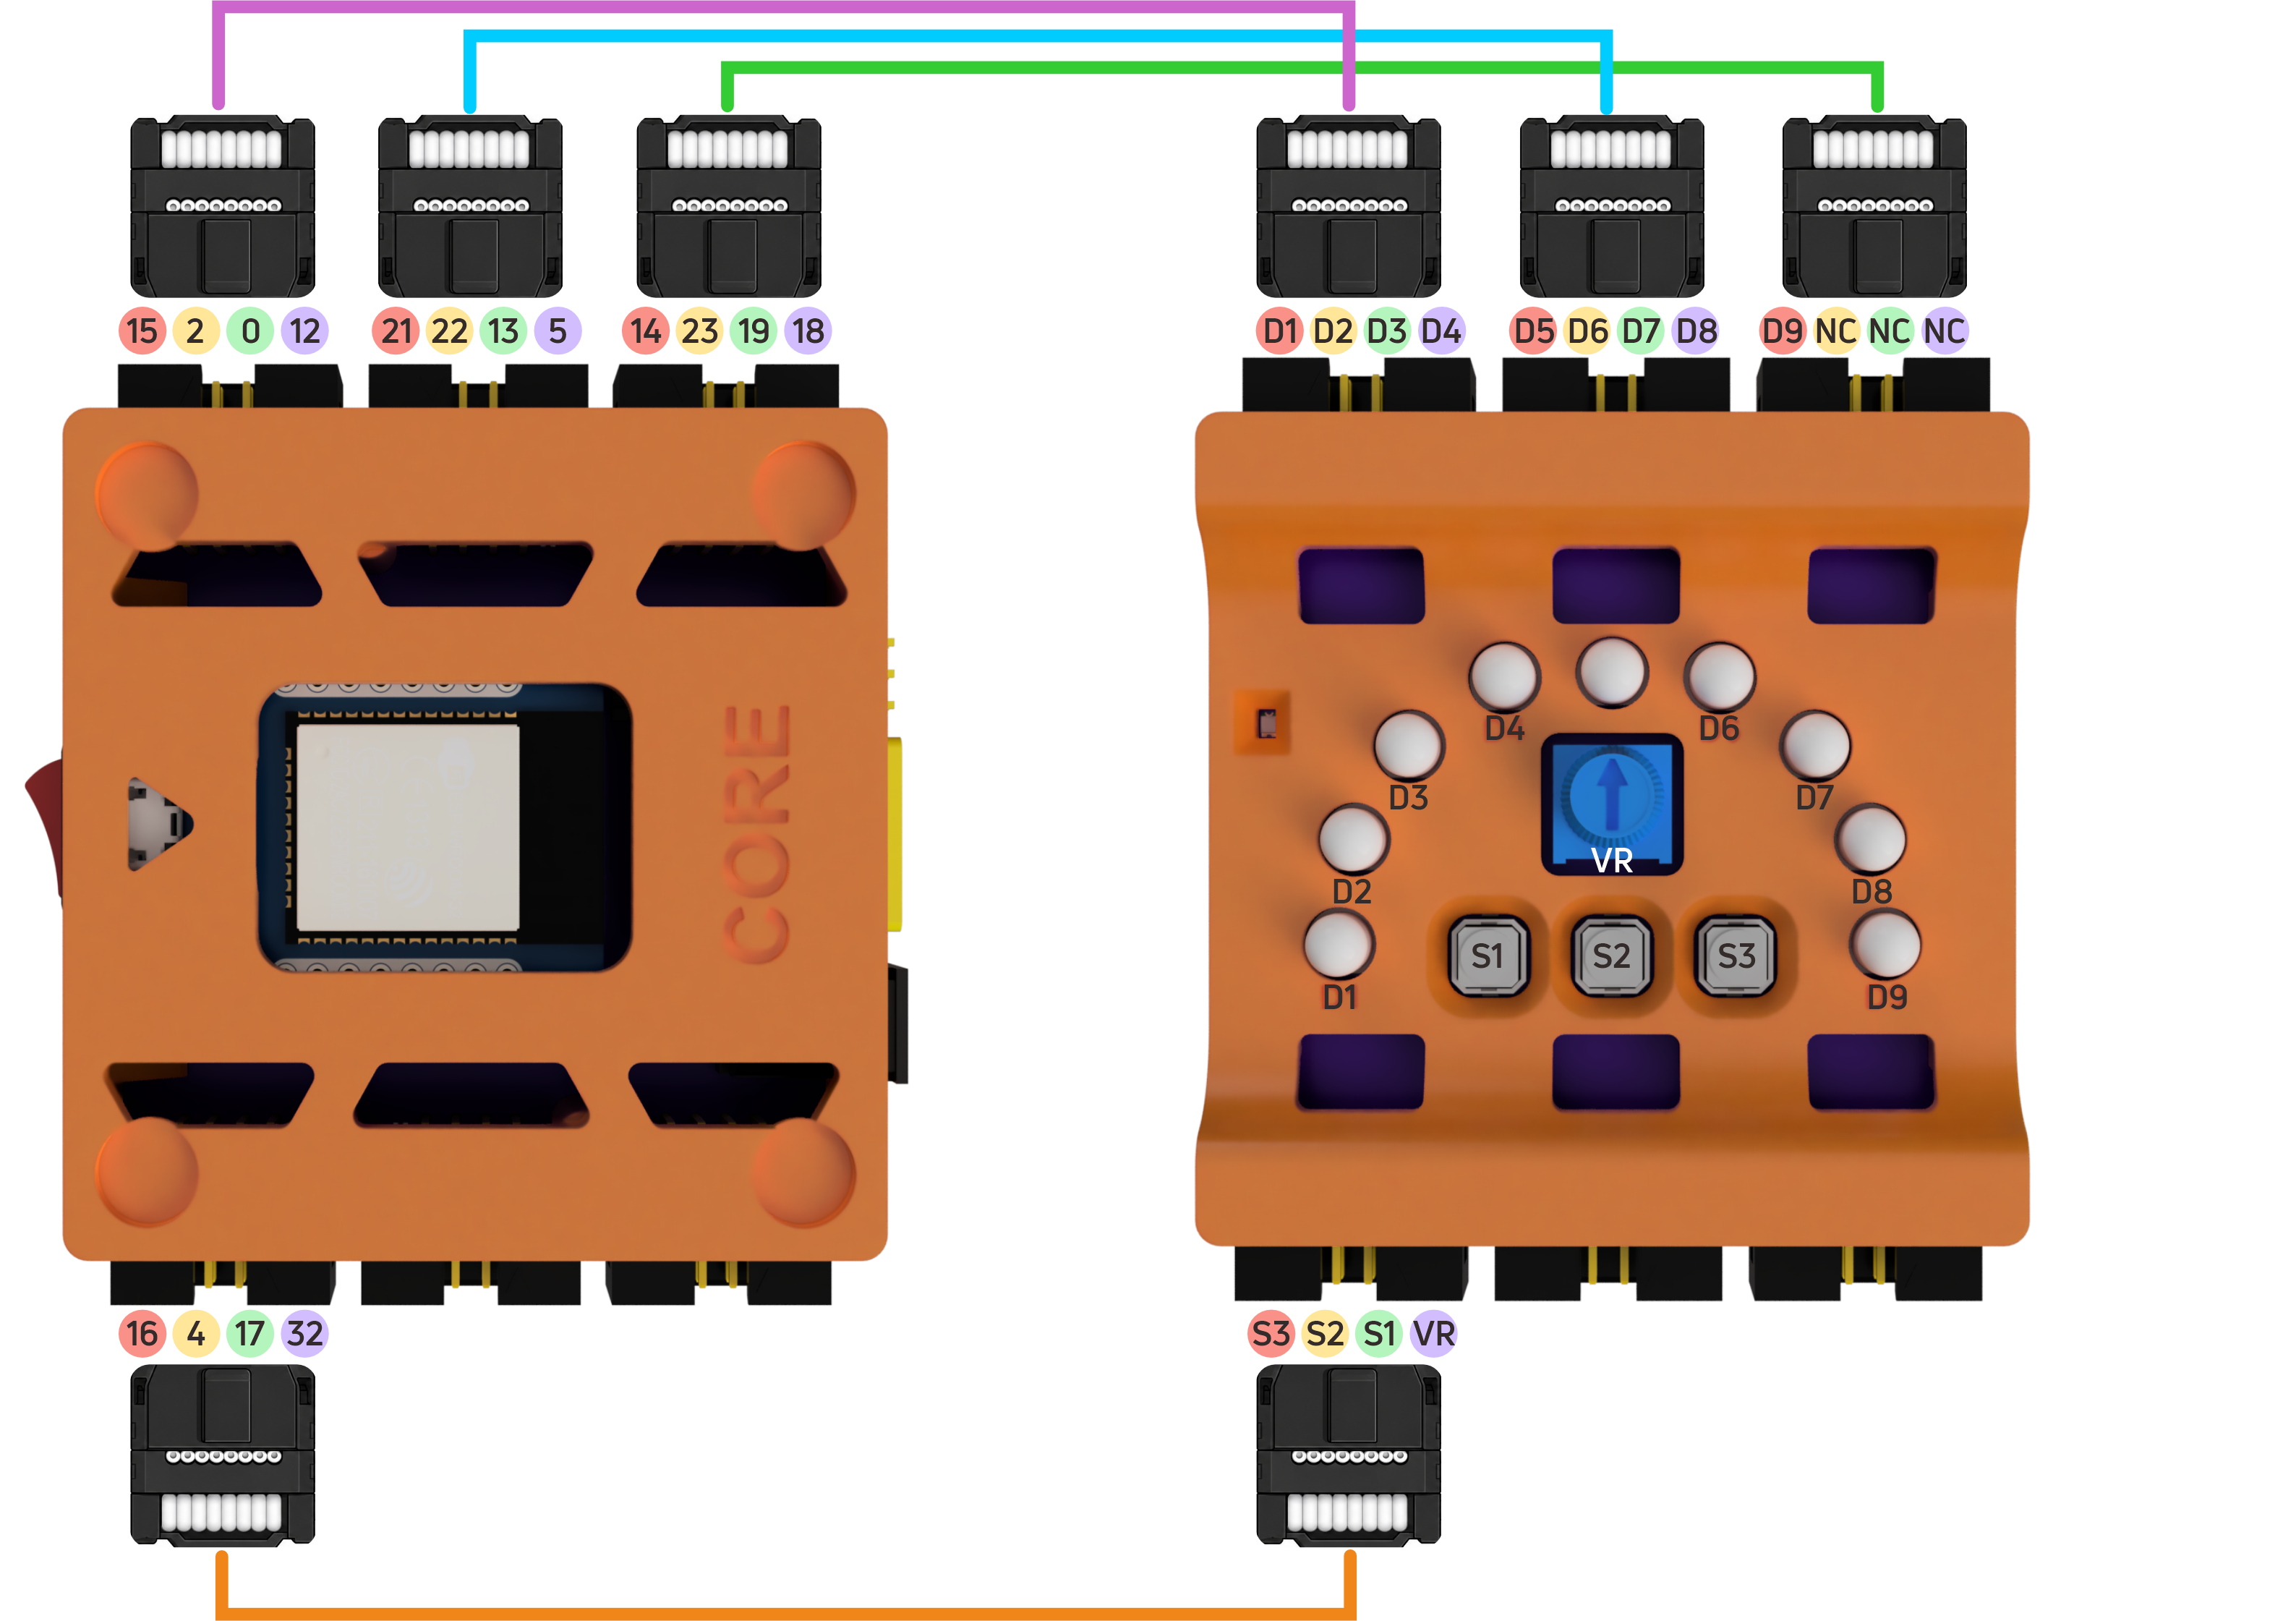 15 2 0 12
21 22 13 5
14 23 19 18
D1 D2 D3 D4
D5 D6 D7 D8
D9 NC NC NC
CORE
D4
D6
D3
D7
VR
D2
D8
S1
S2
S3
D1
D9
16 4 17 32
S3 S2 S1 VR